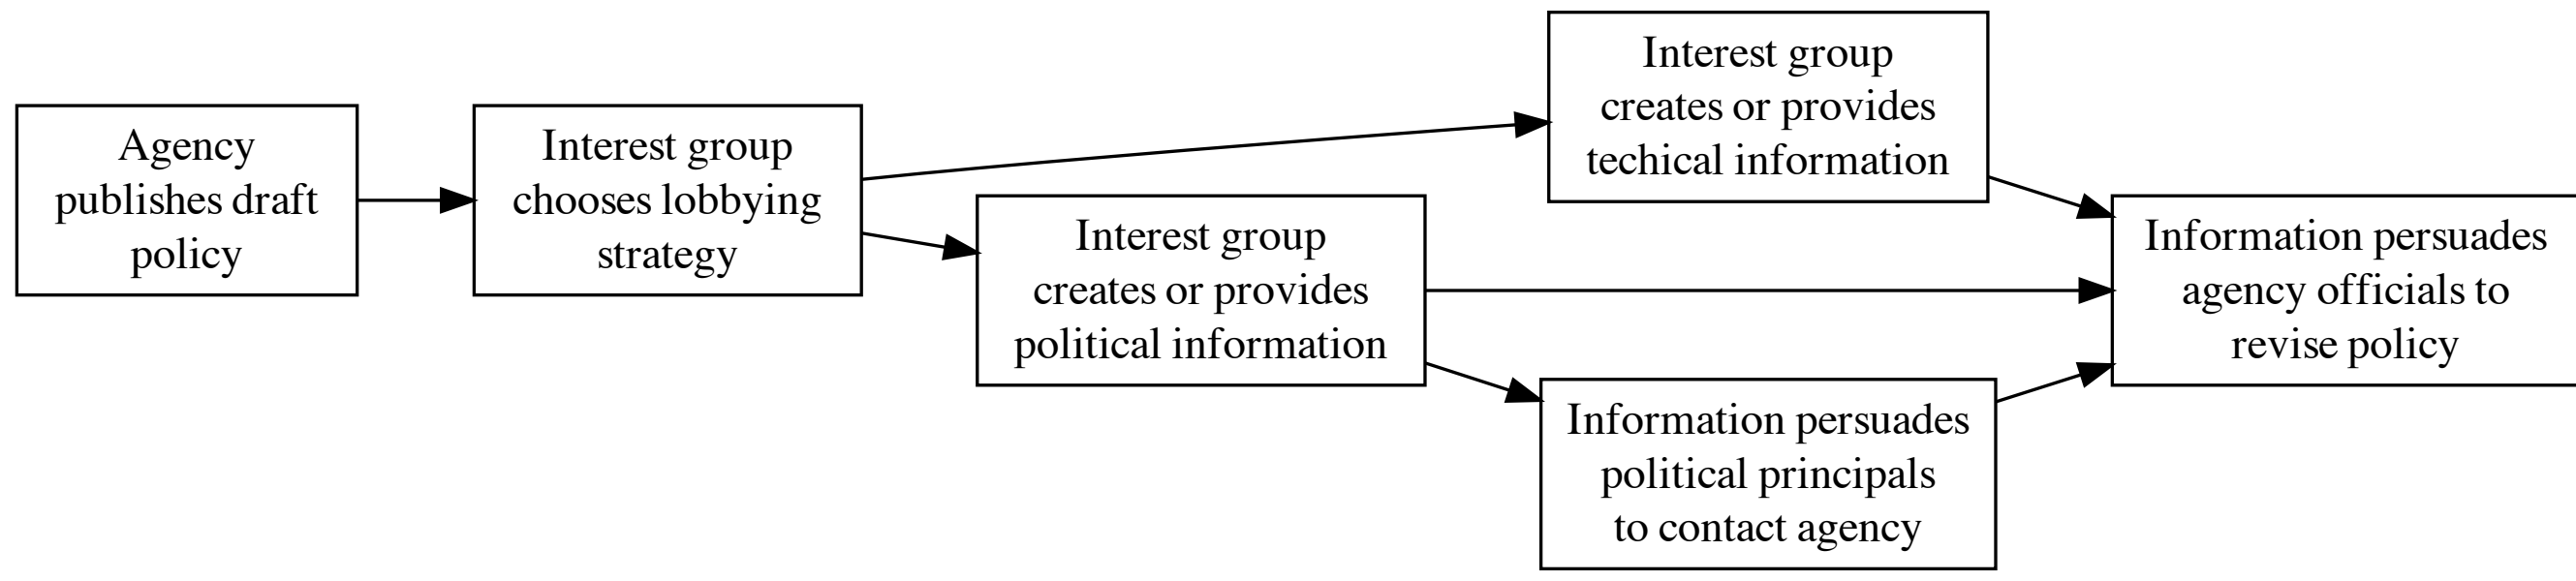 Agency
publishes draft
policy
Interest group
chooses lobbying
strategy
Interest group
creates or provides
political information
Interest group
creates or provides
techical information
Information persuades
political principals
to contact agency
Information persuades
agency officials to
revise policy